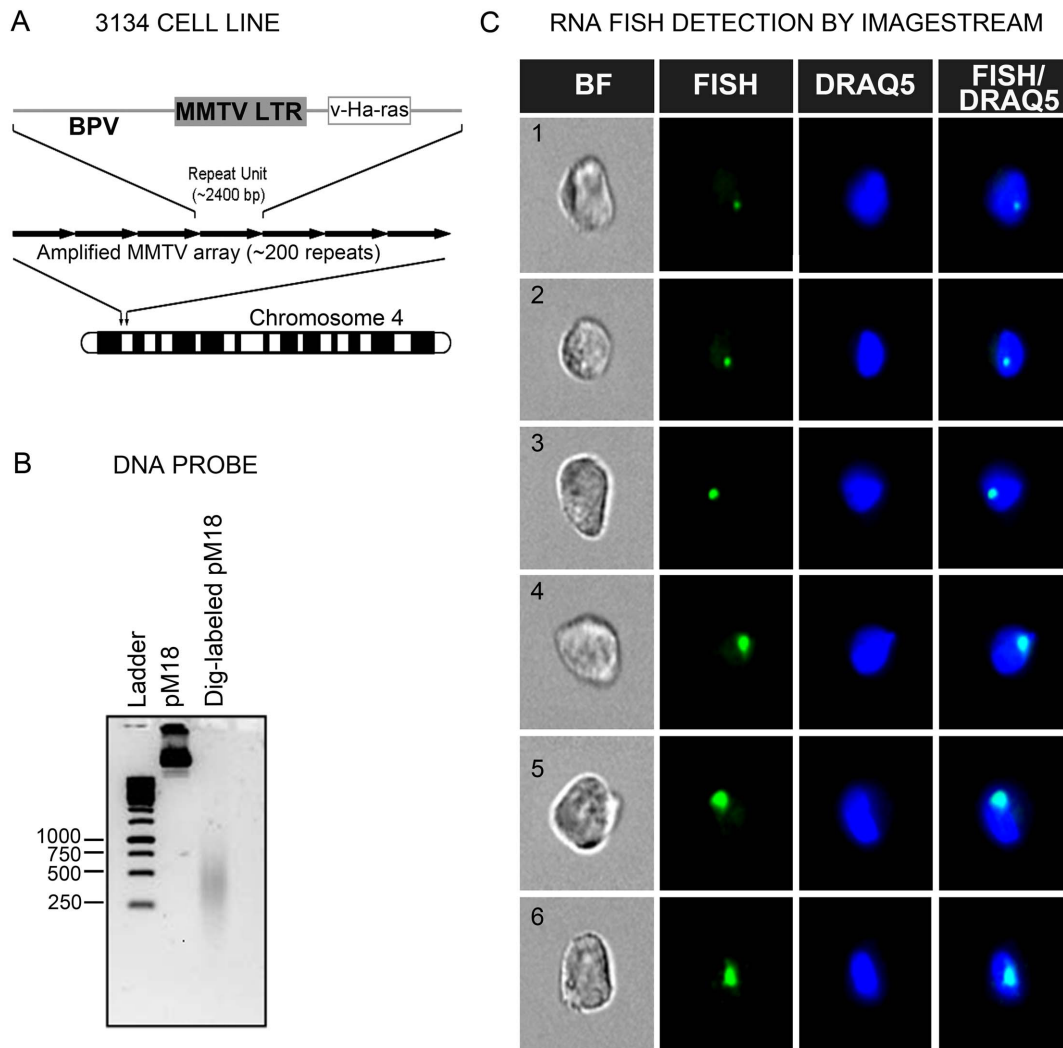 A 3134 CELL LINE
MMTV LTR
v-Ha-ras
BPV
Repeat Unit
(~2400 bp)
Amplified MMTV array (~200 repeats)
Chromosome 4
B DNA PROBE
Ladder
pM18
Dig-labeled pM18
1000
750
500
250
C RNA FISH DETECTION BY IMAGESTREAM
BF FISH DRAQ5 FISH/
DRAQ5
1
2
3
4
5
6